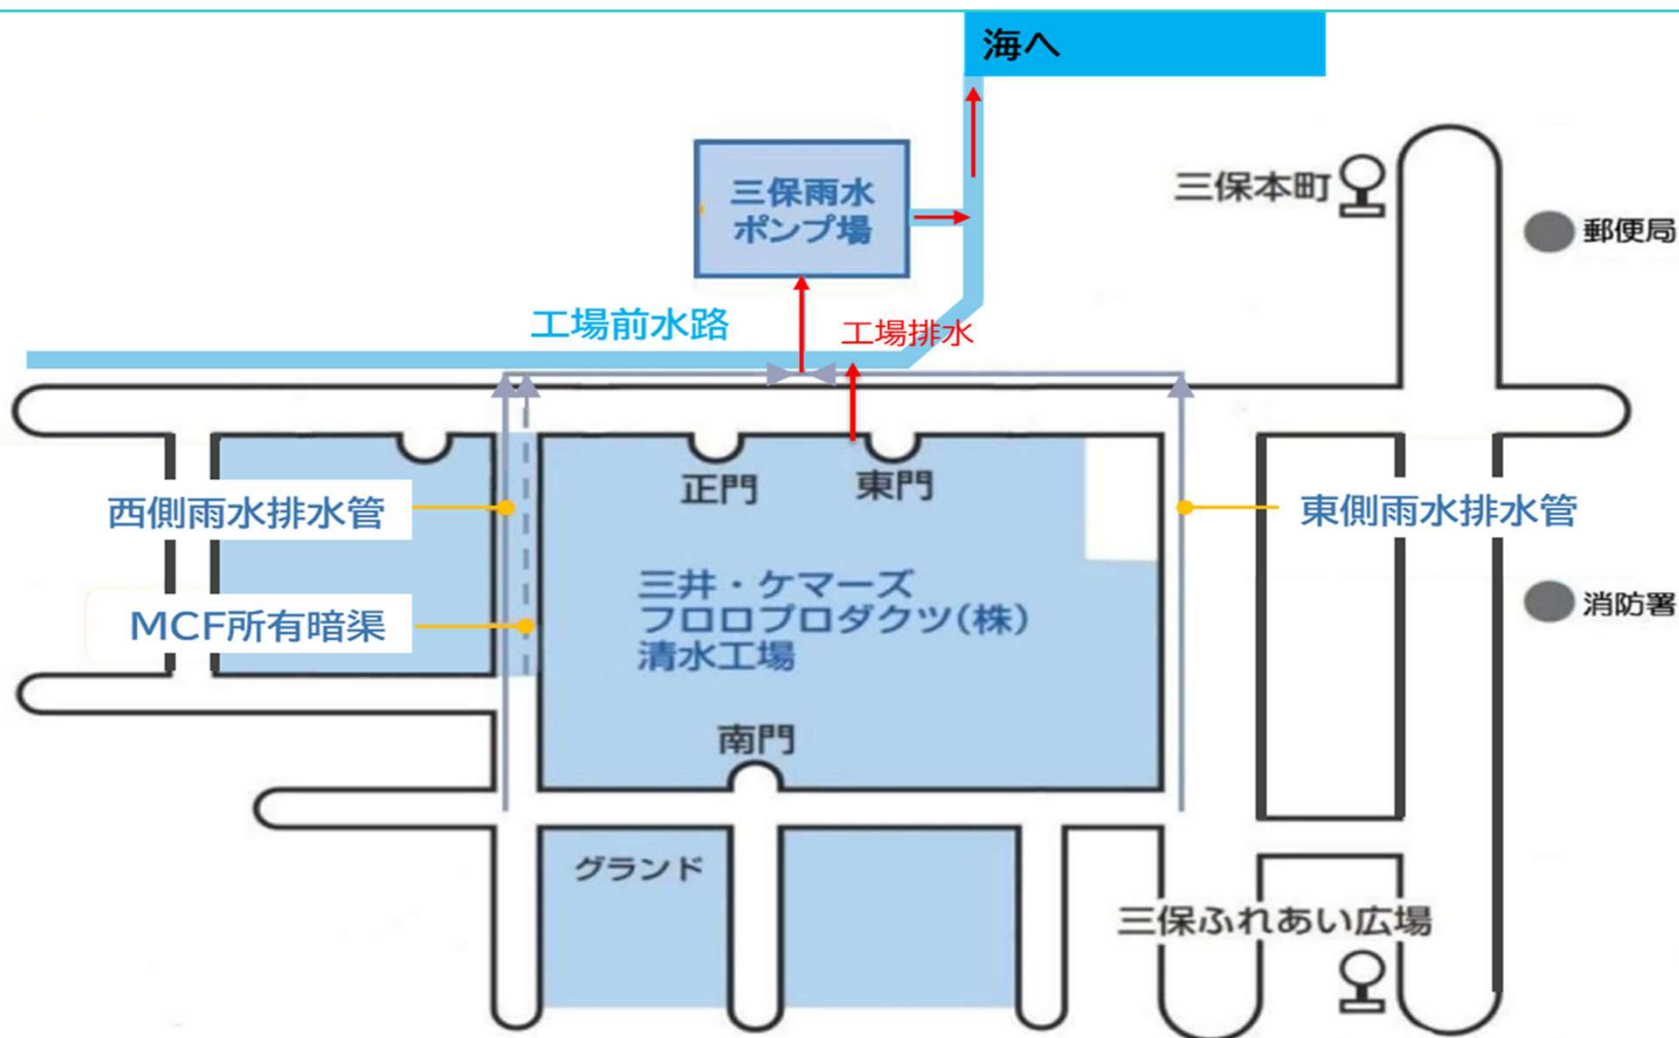 海へ
三保雨水
ポンプ場
三保本町
郵便局
工場前水路
工場排水
正門
東門
西側雨水排水管
東側雨水排水管
三井・ケマーズ
フロロプロダクツ(株)
清水工場
MCF所有暗渠
消防署
南門
グランド
三保ふれあい広場